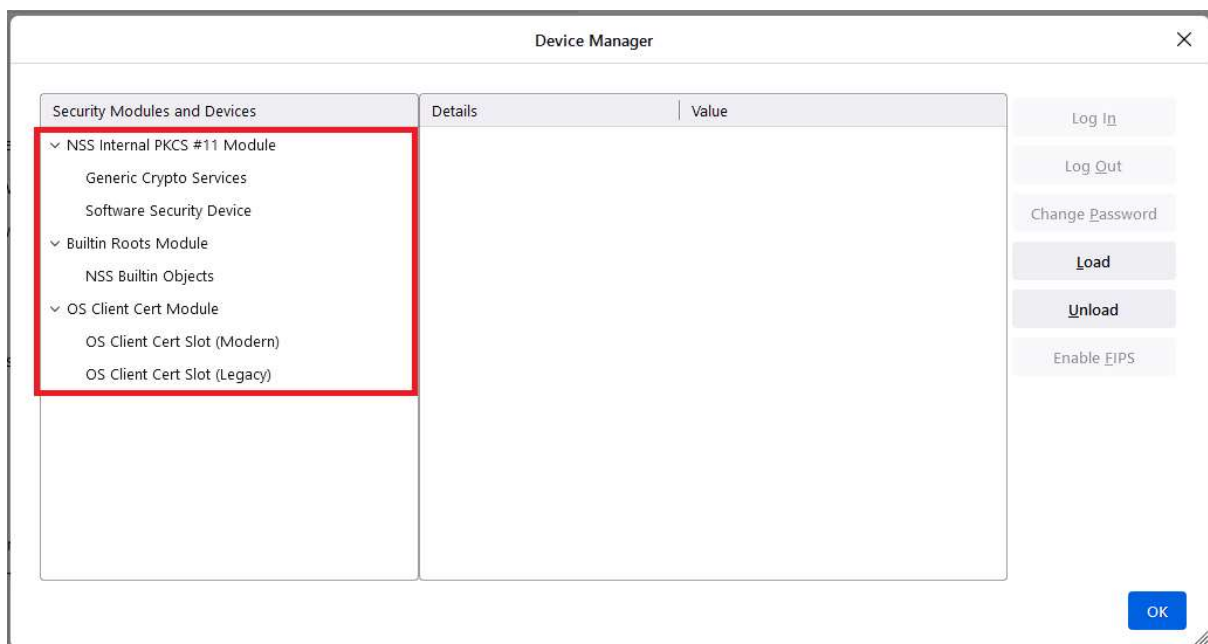 Device Manager
Security Modules and Devices
Details
Value
NSS Internal PKCS #11 Module
Generic Crypto Services
Software Security Device
Builtin Roots Module
NSS Builtin Objects
OS Client Cert Module
OS Client Cert Slot (Modern)
OS Client Cert Slot (Legacy)
Log In
Log Out
Change Password
Load
Unload
Enable FIPS
OK